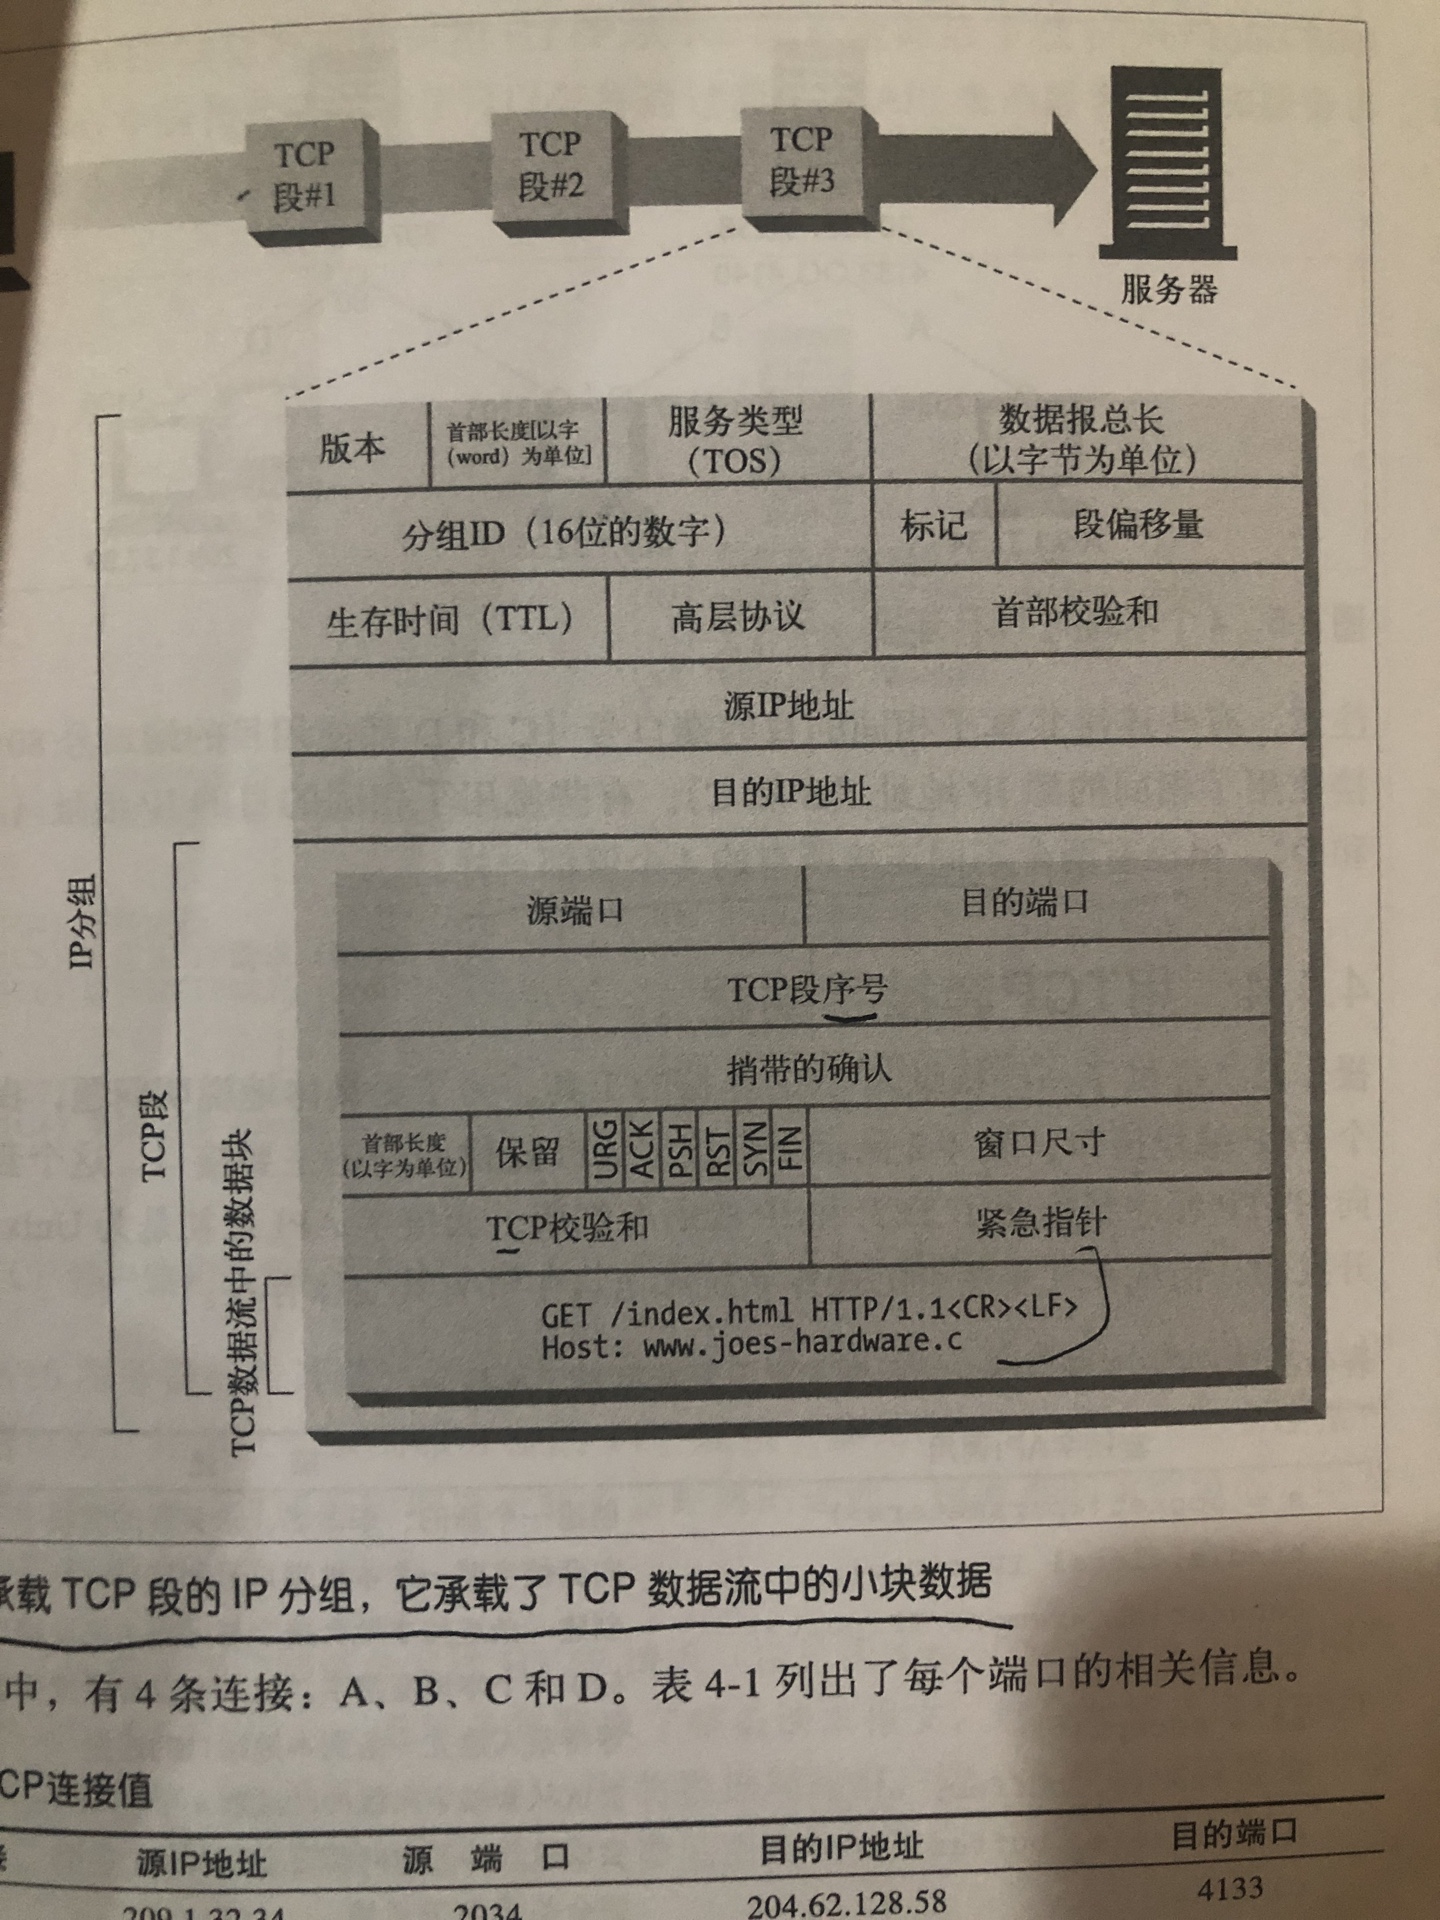 TCP
段#1
TCP
段#2
TCP
段#3
服务器
版本
首部长度[以字
(word）为单位]
服务类型
（TOS）
数据报总长
（以字节为单位）
分组ID（16位的数字）
标记
段偏移量
生存时间（TTL）
高层协议
首部校验和
源IP地址
目的IP地址
IP分组
源端口
目的端口
TCP段序号
捎带的确认
TCP段
首部长度
(以字为单位)
保留
URG
ACK
PSH
RST
SYN
FIN
窗口尺寸
TCP校验和
紧急指针
TCP数据流中的数据块
GET /index.html HTTP/1.1<CR><LF>
Host: www.joes-hardware.c
承载 TCP 段的 IP 分组，它承载了 TCP 数据流中的小块数据
中，有 4 条连接：A、B、C 和 D。表 4-1 列出了每个端口的相关信息。
CP连接值
源IP地址 源 端 口 目的IP地址 目的端口
209.1.32.34 2034 204.62.128.58 4133